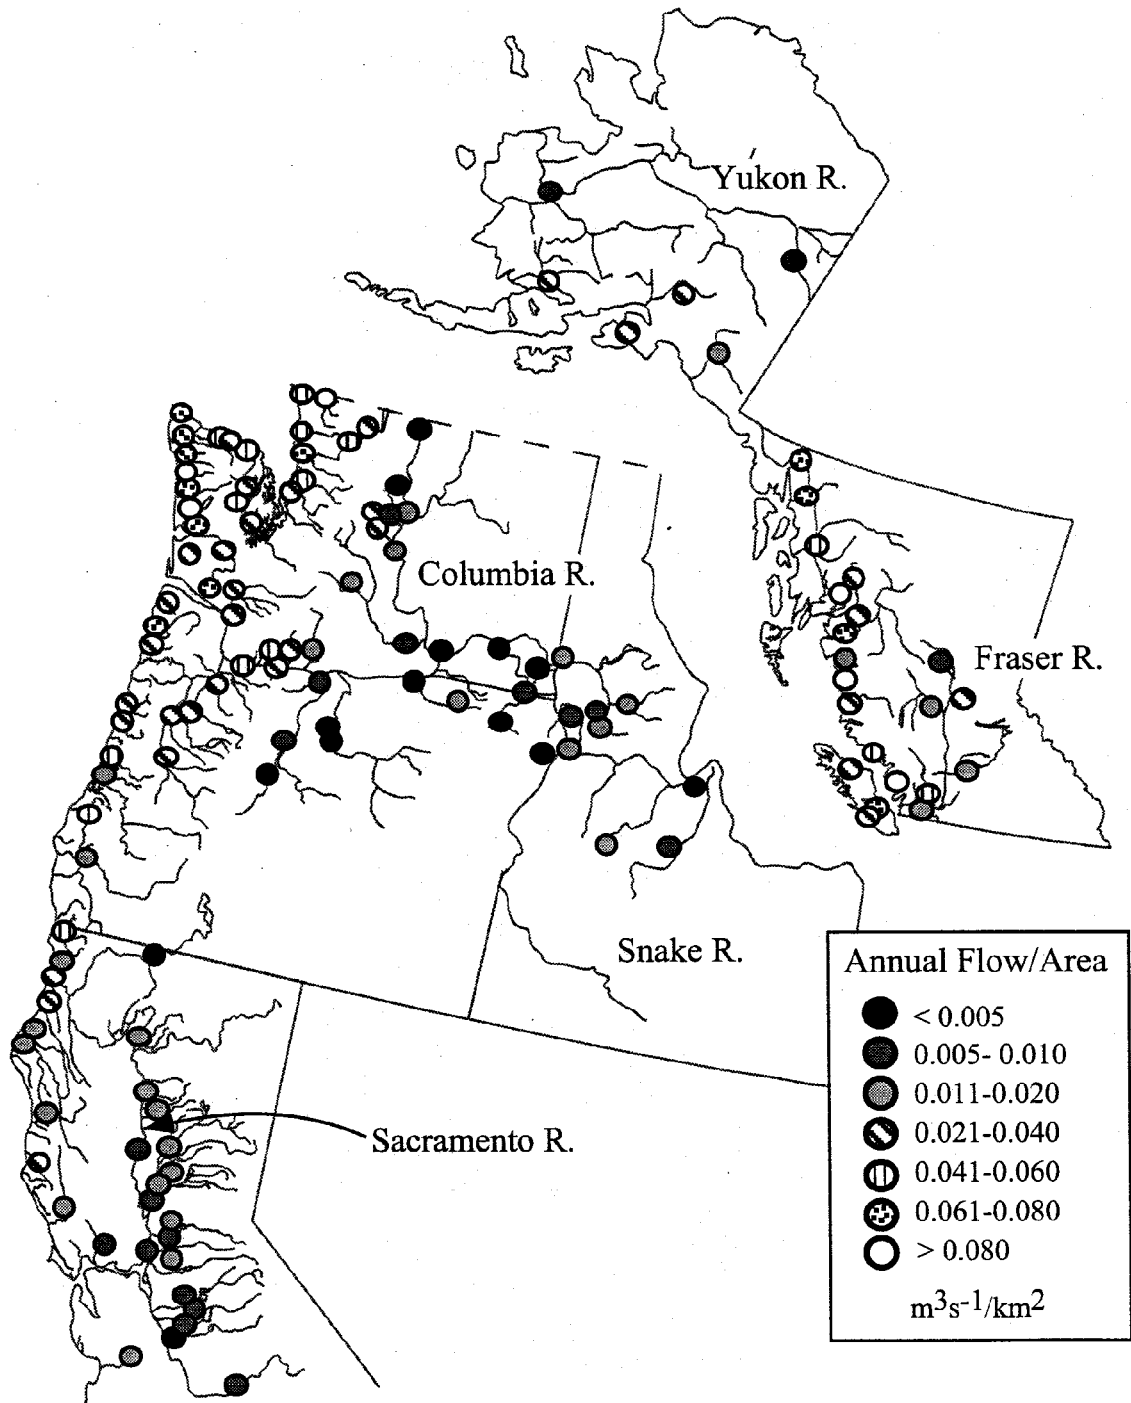 Yukon R.
Columbia R.
Fraser R.
Snake R.
Sacramento R.
Annual Flow/Area
< 0.005
0.005- 0.010
0.011-0.020
0.021-0.040
0.041-0.060
0.061-0.080
> 0.080
m³s⁻¹/km²